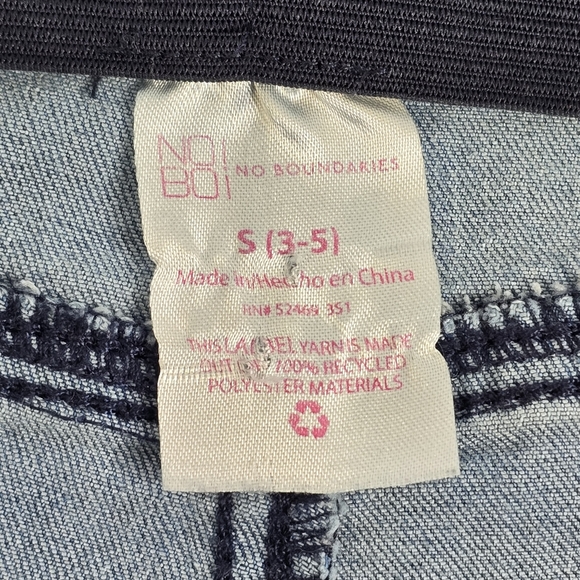 NO
BO
NO BOUNDARIES
S (3-5)
Made in/Hecho en China
RN# 52469 351
THIS LABEL YARN IS MADE
OUT OF 100% RECYCLED
POLYESTER MATERIALS